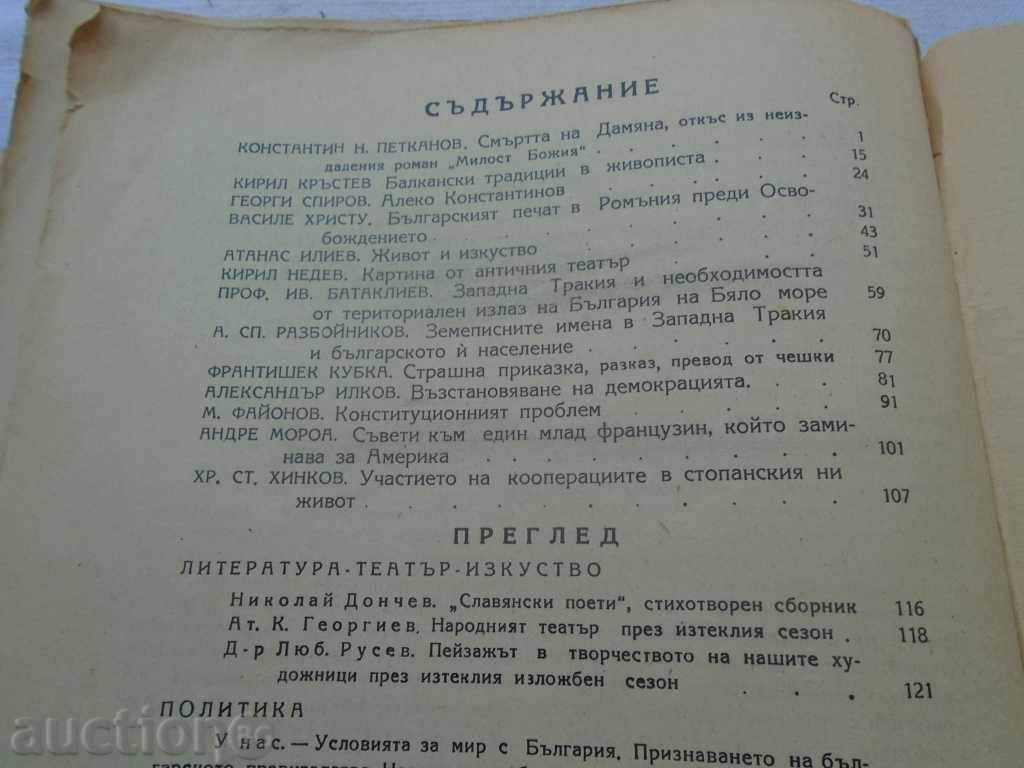 СЪДЪРЖАНИЕ
Стр.
КОНСТАНТИН Н. ПЕТКАНОВ. Смъртта на Дамяна, откъс из неиз-
дадения роман „Милост Божия“ . . . . . . . 1
КИРИЛ КРЪСТЕВ Балкански традиции в живописта . . . 15
ГЕОРГИ СПИРОВ. Алеко Константинов . . . . . . 24
ВАСИЛЕ ХРИСТУ. Българският печат в Ромъния преди Осво-
бождението . . . . . . . . . . 31
АТАНАС ИЛИЕВ. Живот и изкуство . . . . . . 43
КИРИЛ НЕДЕВ. Картина от античния театър . . . . 51
ПРОФ. ИВ. БАТАКЛИЕВ. Западна Тракия и необходимостта
от териториален излаз на България на Бяло море 59
А. СП. РАЗБОЙНИКОВ. Земеписните имена в Западна Тракия
и българското ѝ население . . . . . . 70
ФРАНТИШЕК КУБКА. Страшна приказка, разказ, превод от чешки 77
АЛЕКСАНДЪР ИЛКОВ. Възстановяване на демокрацията. . . 81
М. ФАЙОНОВ. Конституционният проблем . . . . . 91
АНДРЕ МОРОА. Съвети към един млад французин, който зами-
нава за Америка . . . . . . . . . 101
ХР. СТ. ХИНКОВ. Участието на кооперациите в стопанския ни
живот . . . . . . . . . . . 107
ПРЕГЛЕД
ЛИТЕРАТУРА-ТЕАТЪР-ИЗКУСТВО
Николай Дончев. „Славянски поети“, стихотворен сборник 116
Ат. К. Георгиев. Народният театър през изтеклия сезон . 118
Д-р Люб. Русев. Пейзажът в творчеството на нашите ху-
дожници през изтеклия изложбен сезон . . . 121
ПОЛИТИКА
У нас. — Условията за мир с България. Признаването на бъл-
гарското правителство
auction.bg